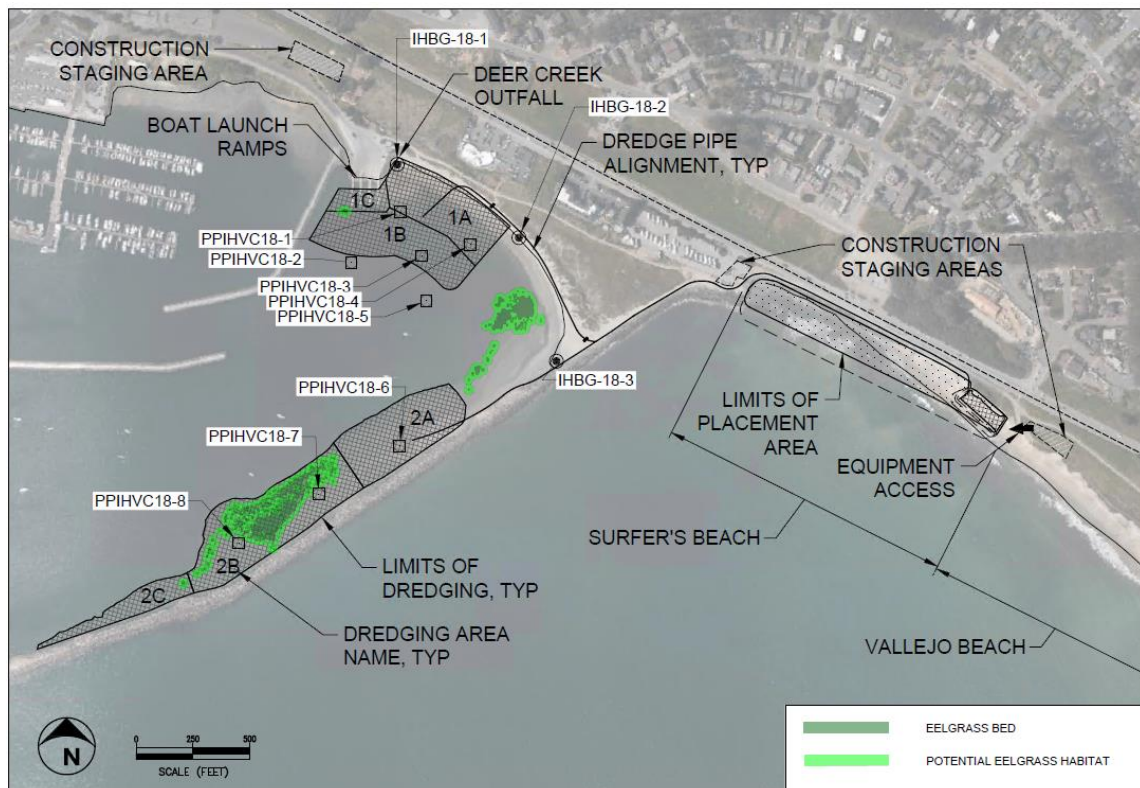 CONSTRUCTION
STAGING AREA
IHBG-18-1
DEER CREEK
OUTFALL
IHBG-18-2
BOAT LAUNCH
RAMPS
DREDGE PIPE
ALIGNMENT, TYP
1C
1A
1B
PPIHVC18-1
PPIHVC18-2
PPIHVC18-3
PPIHVC18-4
PPIHVC18-5
CONSTRUCTION
STAGING AREAS
PPIHVC18-6
IHBG-18-3
2A
LIMITS OF
PLACEMENT
AREA
PPIHVC18-7
EQUIPMENT
ACCESS
PPIHVC18-8
SURFER'S BEACH
2B
LIMITS OF
DREDGING, TYP
2C
DREDGING AREA
NAME, TYP
VALLEJO BEACH
N
0 250 500
SCALE (FEET)
EELGRASS BED
POTENTIAL EELGRASS HABITAT